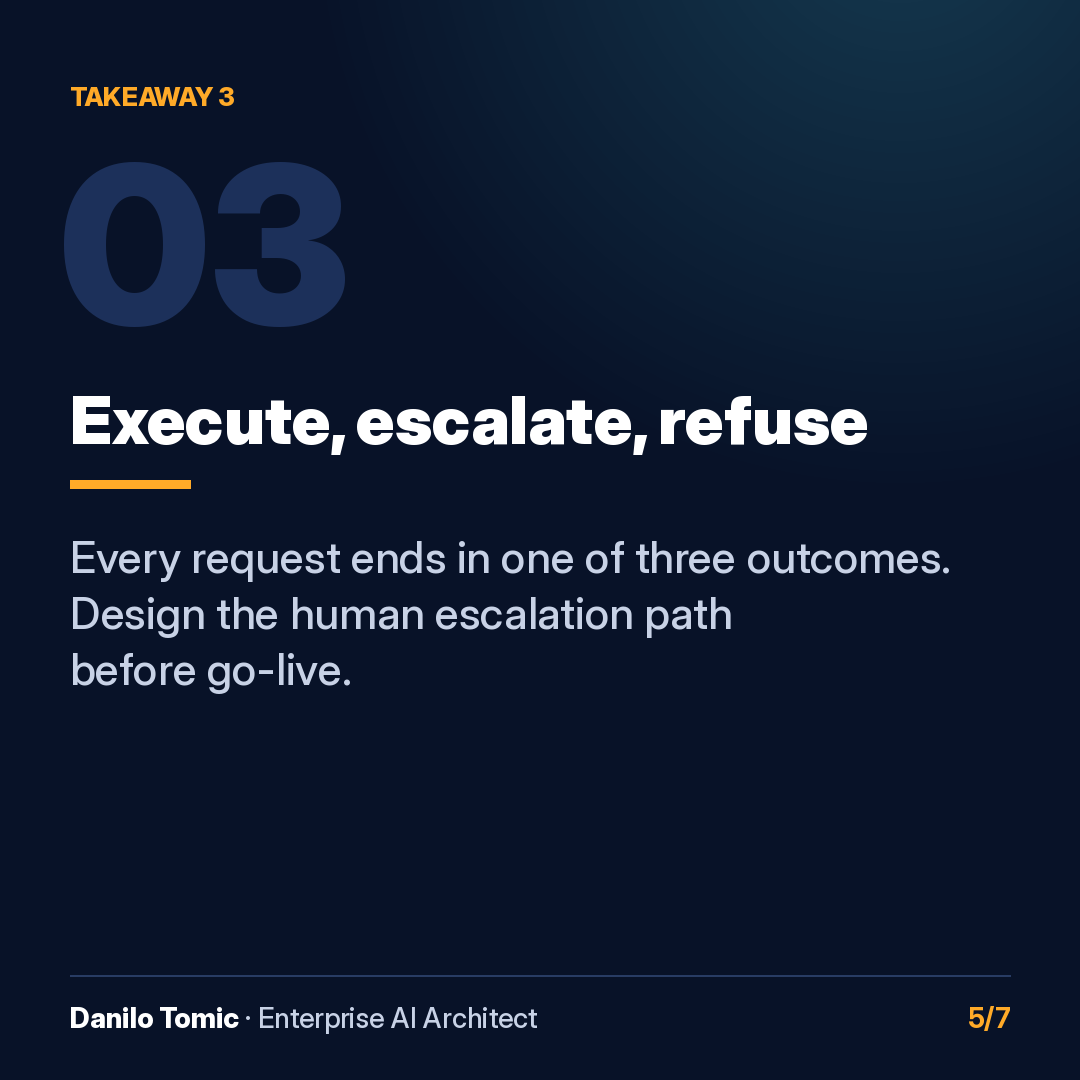 TAKEAWAY 3
03
Execute, escalate, refuse
Every request ends in one of three outcomes.
Design the human escalation path
before go-live.
Danilo Tomic · Enterprise AI Architect
5/7